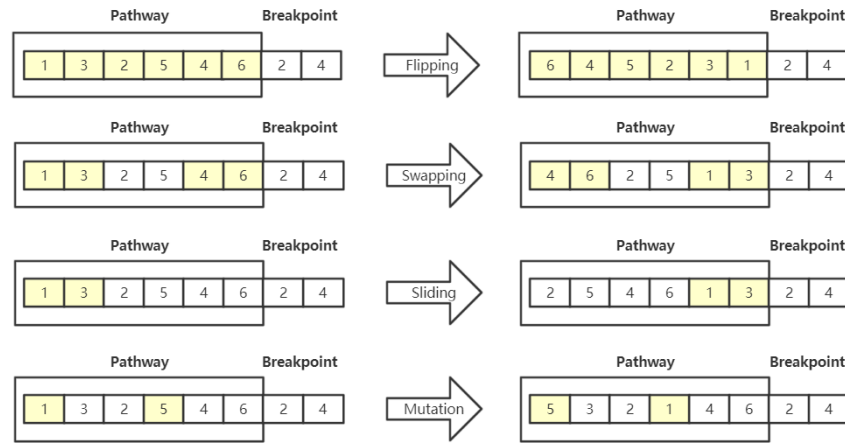 Pathway Breakpoint Pathway Breakpoint
1 3 2 5 4 6 2 4 Flipping 6 4 5 2 3 1 2 4
Pathway Breakpoint Pathway Breakpoint
1 3 2 5 4 6 2 4 Swapping 4 6 2 5 1 3 2 4
Pathway Breakpoint Pathway Breakpoint
1 3 2 5 4 6 2 4 Sliding 2 5 4 6 1 3 2 4
Pathway Breakpoint Pathway Breakpoint
1 3 2 5 4 6 2 4 Mutation 5 3 2 1 4 6 2 4